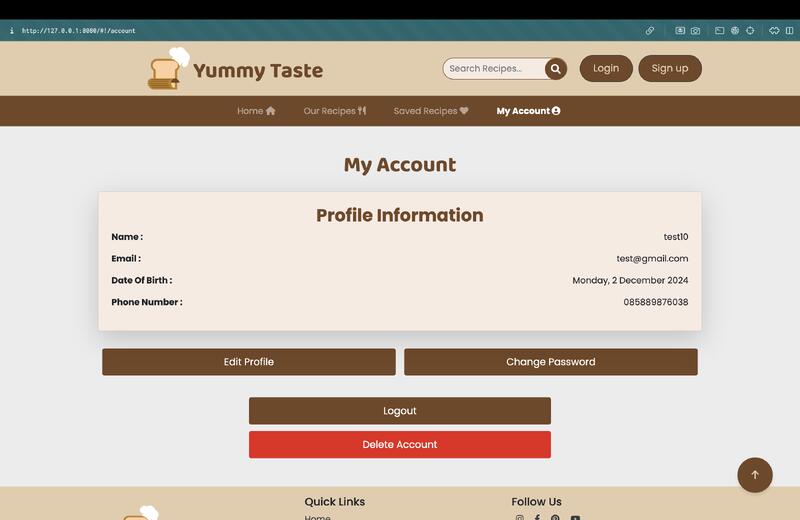 http://127.0.0.1:8080/#!/account
Yummy Taste
Search Recipes...
Login
Sign up
Home
Our Recipes
Saved Recipes
My Account
My Account
Profile Information
Name :
test10
Email :
test@gmail.com
Date Of Birth :
Monday, 2 December 2024
Phone Number :
085889876038
Edit Profile
Change Password
Logout
Delete Account
Quick Links
Follow Us
Home